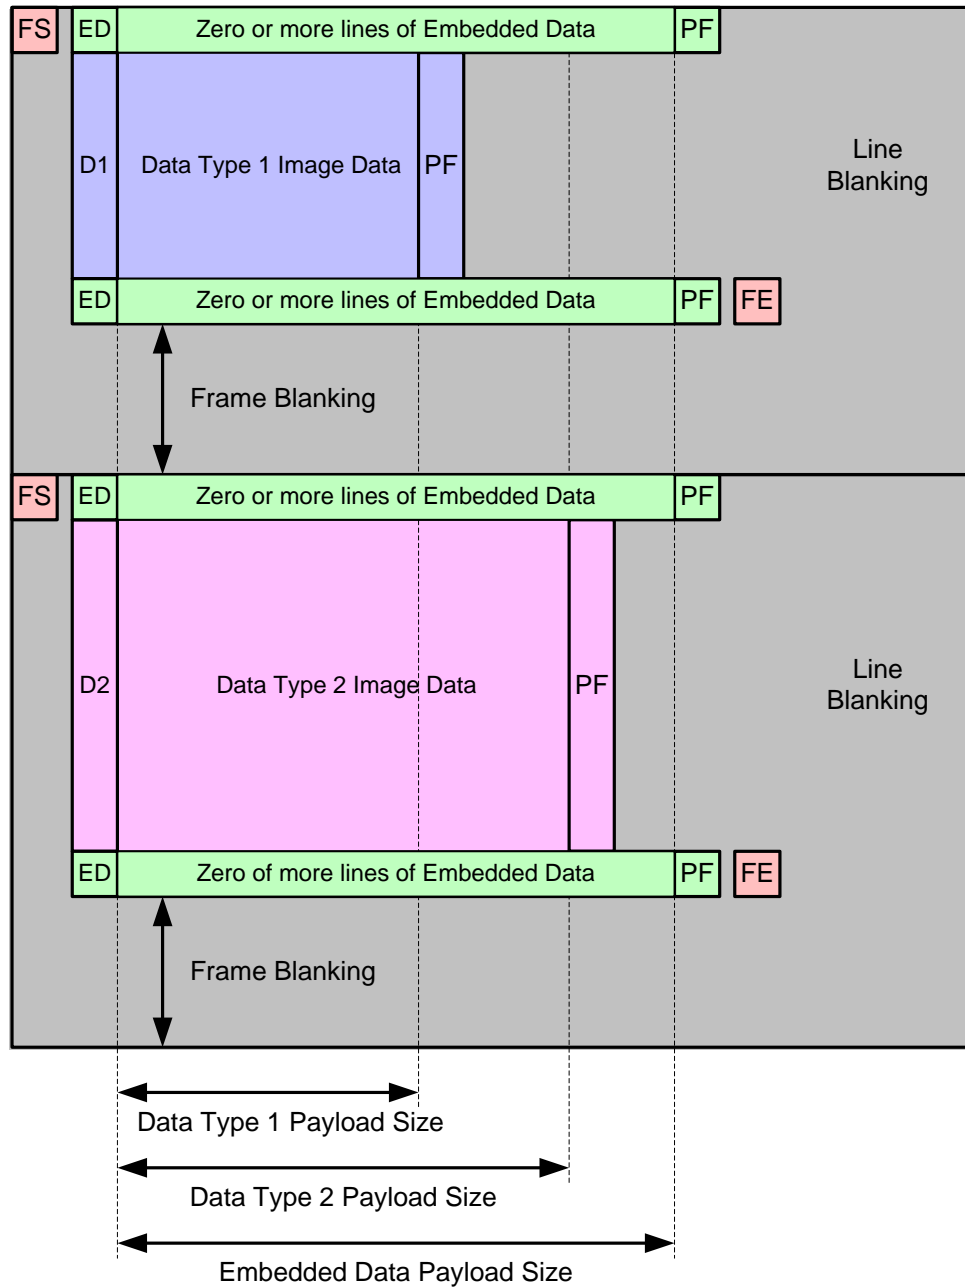 FS ED Zero or more lines of Embedded Data PF
D1 Data Type 1 Image Data PF
Line
Blanking
ED Zero or more lines of Embedded Data PF FE
Frame Blanking
FS ED Zero or more lines of Embedded Data PF
D2 Data Type 2 Image Data PF
Line
Blanking
ED Zero of more lines of Embedded Data PF FE
Frame Blanking
Data Type 1 Payload Size
Data Type 2 Payload Size
Embedded Data Payload Size